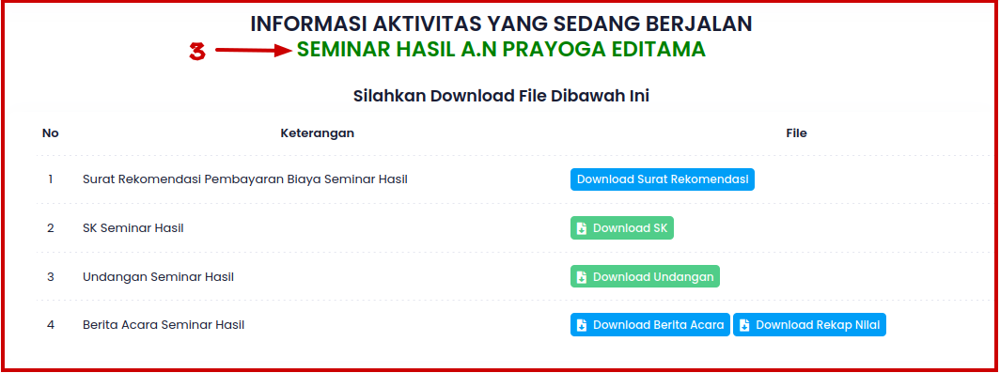 INFORMASI AKTIVITAS YANG SEDANG BERJALAN
3 SEMINAR HASIL A.N PRAYOGA EDITAMA
Silahkan Download File Dibawah Ini
No Keterangan File
1 Surat Rekomendasi Pembayaran Biaya Seminar Hasil Download Surat Rekomendasi
2 SK Seminar Hasil Download SK
3 Undangan Seminar Hasil Download Undangan
4 Berita Acara Seminar Hasil Download Berita Acara Download Rekap Nilai